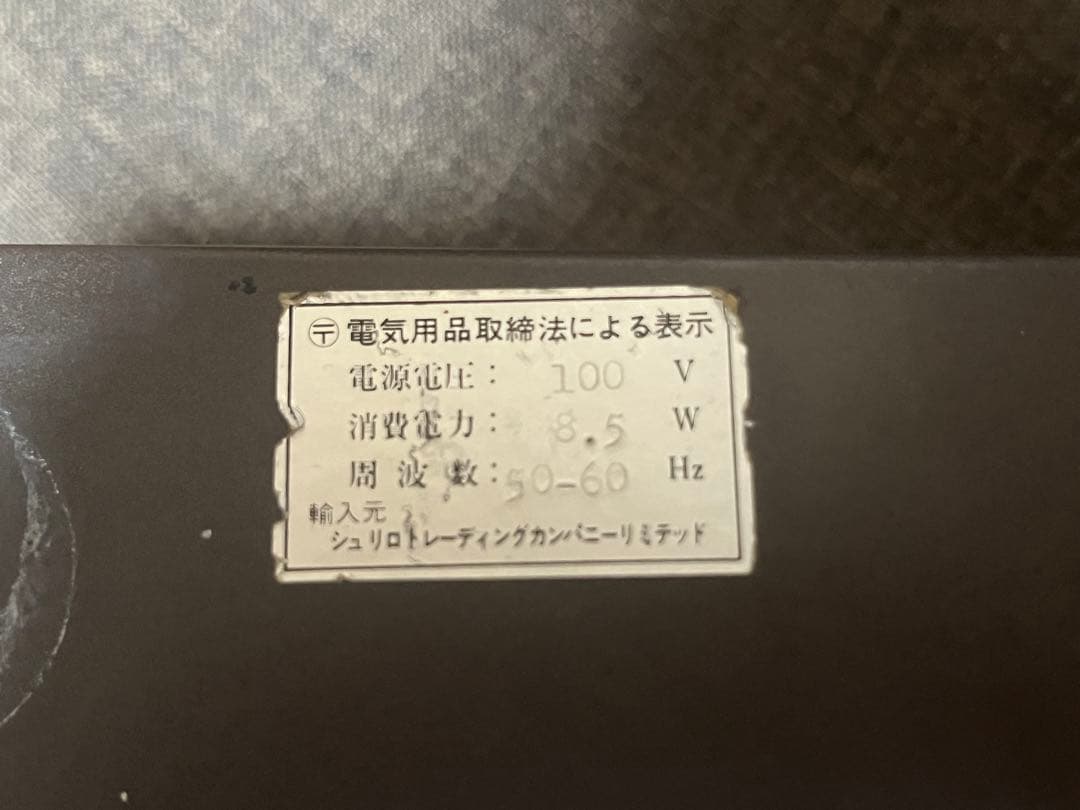 〶電気用品取締法による表示
電源電圧: 100 V
消費電力: 8.5 W
周波数: 50-60 Hz
輸入元
シュリロトレーディングカンパニーリミテッド